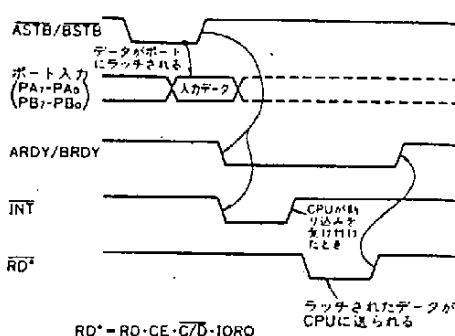 ASTB/BSTB
データがポート
にラッチされる
ポート入力
(PA7-PA0
PB7-PB0)
入力データ
ARDY/BRDY
INT
CPUが割
り込みを
受け付け
たとき
RD*
ラッチされたデータが
CPUに送られる
RD*=RD・CE・C/D・IORQ